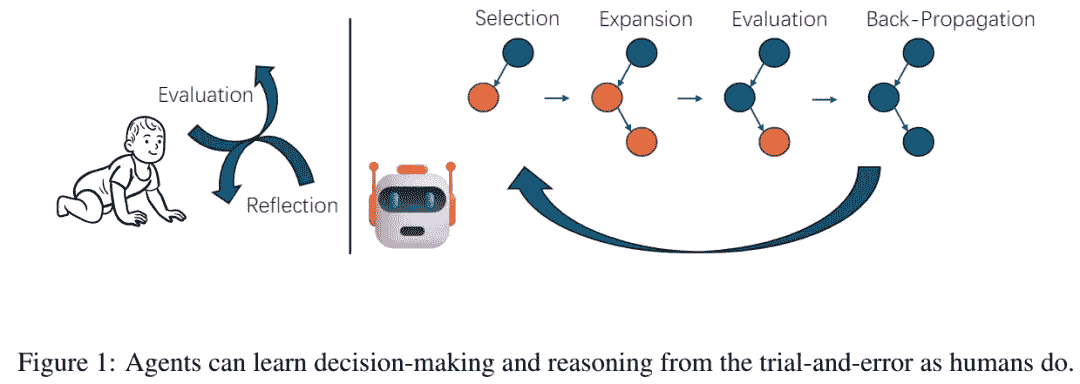 Selection
Expansion
Evaluation
Back-Propagation
Evaluation
Reflection
Figure 1: Agents can learn decision-making and reasoning from the trial-and-error as humans do.